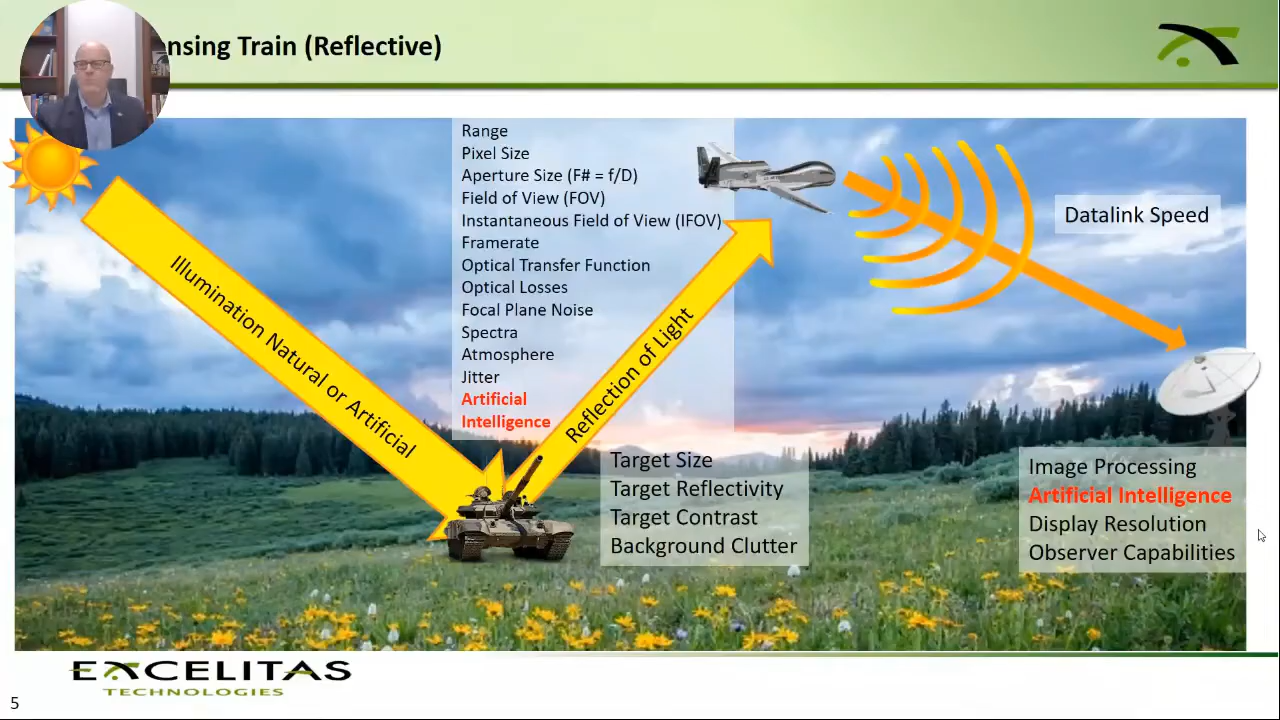 nsing Train (Reflective)
Range
Pixel Size
Aperture Size (F# = f/D)
Field of View (FOV)
Instantaneous Field of View (IFOV)
Framerate
Optical Transfer Function
Optical Losses
Focal Plane Noise
Spectra
Atmosphere
Jitter
Artificial
Intelligence
Illumination Natural or Artificial
Reflection of Light
Datalink Speed
Target Size
Target Reflectivity
Target Contrast
Background Clutter
Image Processing
Artificial Intelligence
Display Resolution
Observer Capabilities
EXCELITAS
TECHNOLOGIES
5